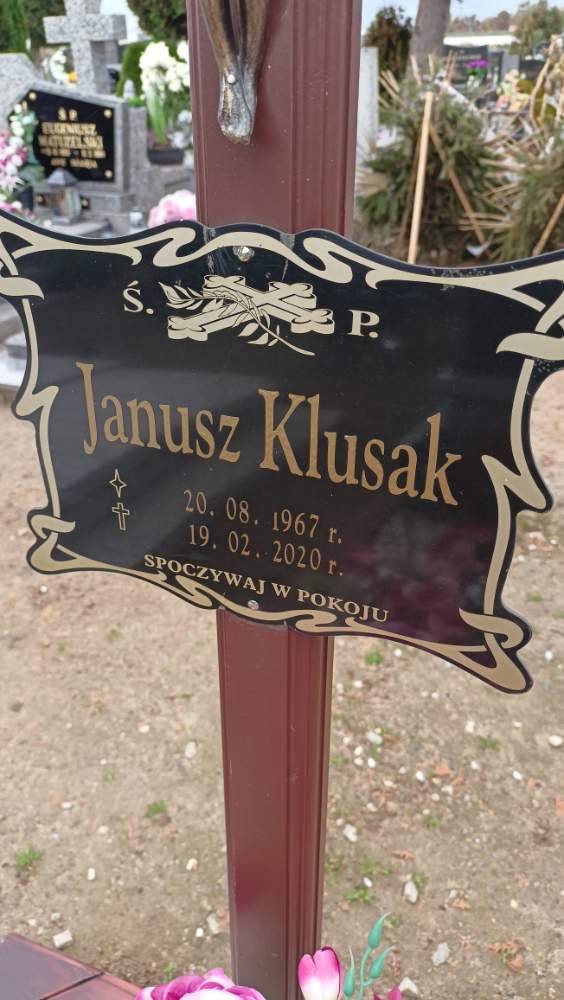 Ś. P.
Janusz Klusak
20. 08. 1967 r.
19. 02. 2020 r.
SPOCZYWAJ W POKOJU
Ś. P.